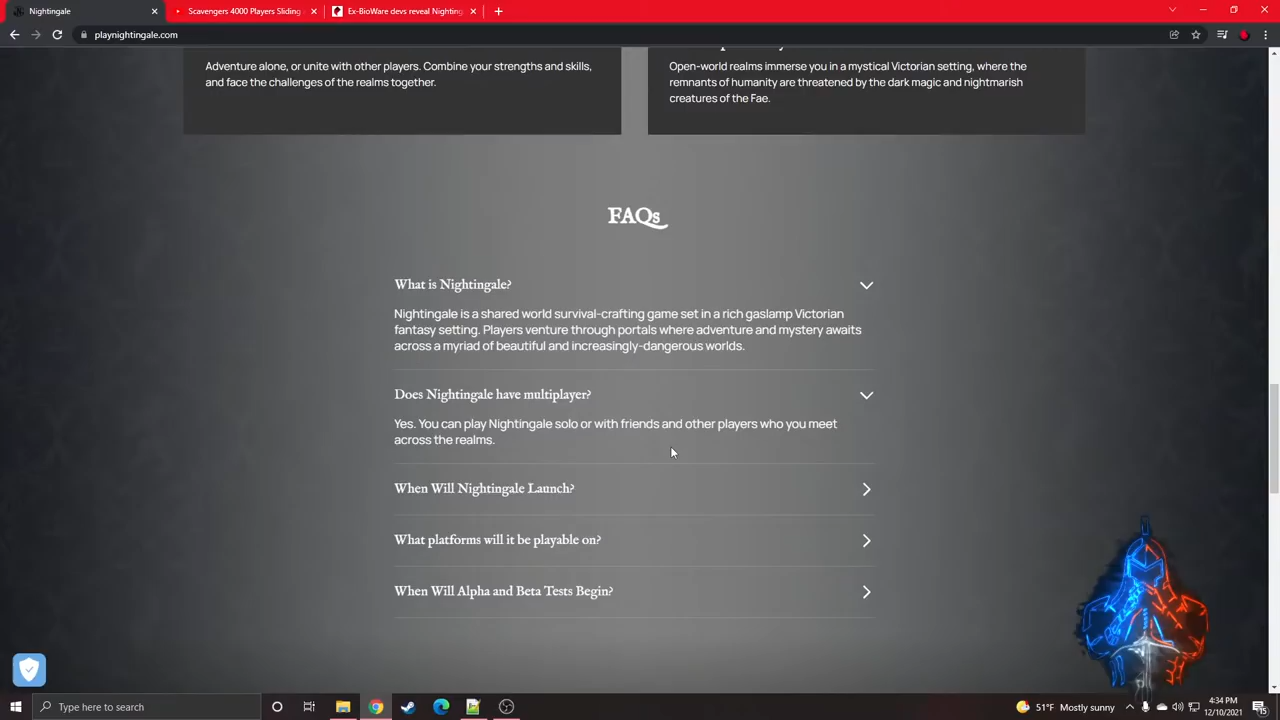 Nightingale
Scavengers 4000 Players Sliding
Ex-BioWare devs reveal Nighting
playnightingale.com
Adventure alone, or unite with other players. Combine your strengths and skills,
and face the challenges of the realms together.
Open-world realms immerse you in a mystical Victorian setting, where the
remnants of humanity are threatened by the dark magic and nightmarish
creatures of the Fae.
FAQs
What is Nightingale?
Nightingale is a shared world survival-crafting game set in a rich gaslamp Victorian
fantasy setting. Players venture through portals where adventure and mystery awaits
across a myriad of beautiful and increasingly-dangerous worlds.
Does Nightingale have multiplayer?
Yes. You can play Nightingale solo or with friends and other players who you meet
across the realms.
When Will Nightingale Launch?
What platforms will it be playable on?
When Will Alpha and Beta Tests Begin?
Type here to search
51°F Mostly sunny
4:34 PM
12/10/2021
15